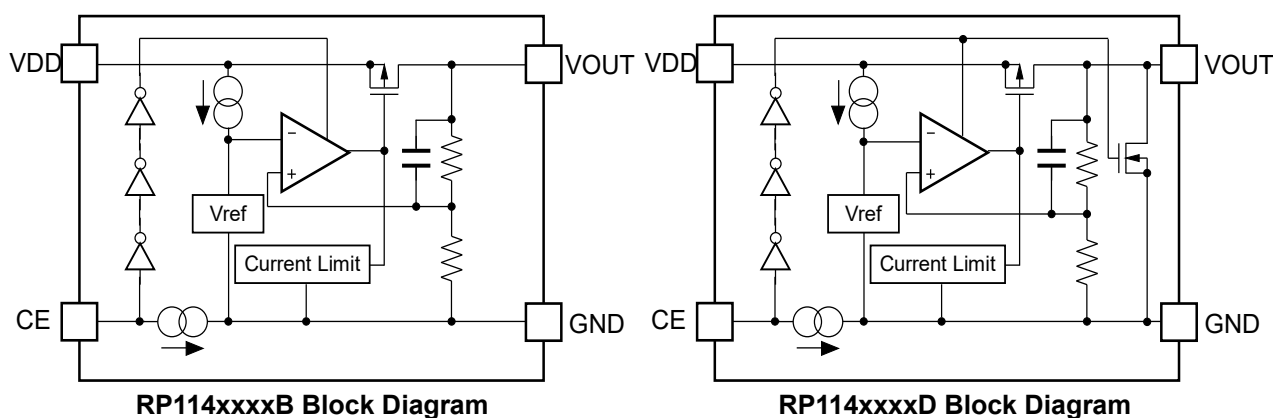 VDD
VOUT
−
+
Vref
Current Limit
CE
GND
RP114xxxxB Block Diagram
VDD
VOUT
−
+
Vref
Current Limit
CE
GND
RP114xxxxD Block Diagram